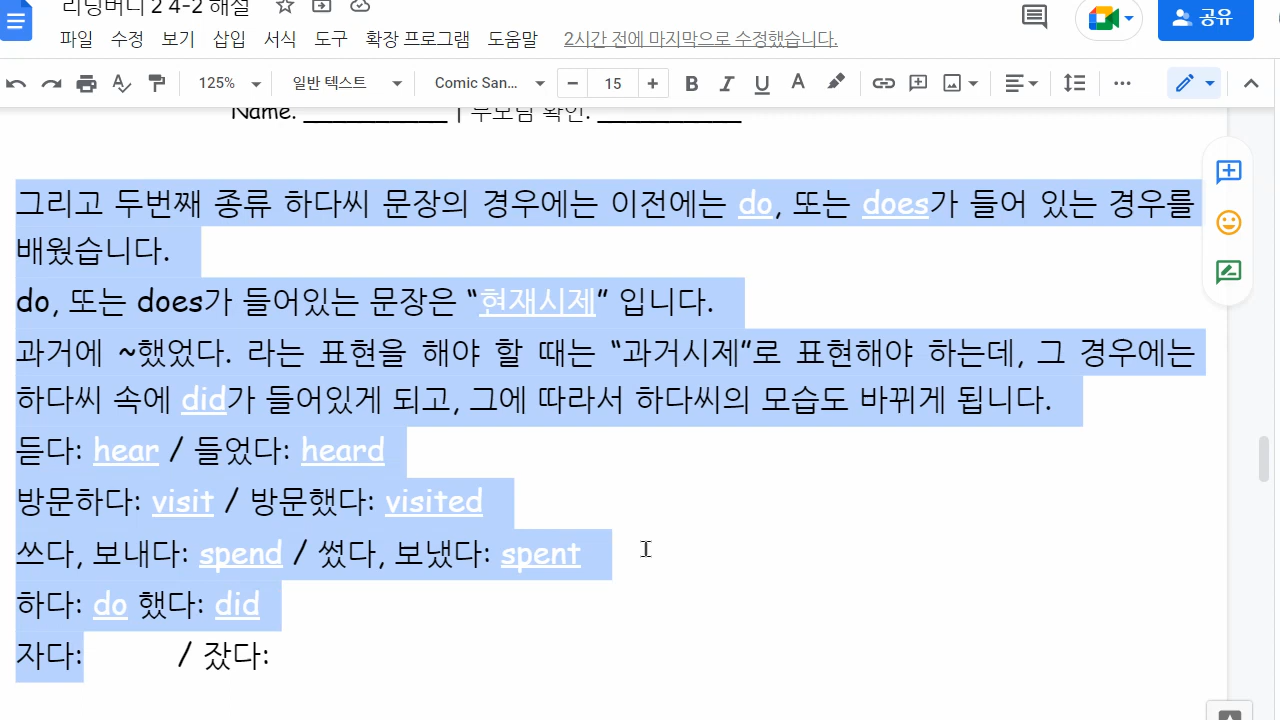 리딩버디 2 4-2 해설
파일 수정 보기 삽입 서식 도구 확장 프로그램 도움말 2시간 전에 마지막으로 수정했습니다.
공유
125% 일반 텍스트 Comic San... 15 B I U A
Name: ____________ | 부모님 확인: ____________
그리고 두번째 종류 하다씨 문장의 경우에는 이전에는 do, 또는 does가 들어 있는 경우를
배웠습니다.
do, 또는 does가 들어있는 문장은 “현재시제” 입니다.
과거에 ~했었다. 라는 표현을 해야 할 때는 “과거시제”로 표현해야 하는데, 그 경우에는
하다씨 속에 did가 들어있게 되고, 그에 따라서 하다씨의 모습도 바뀌게 됩니다.
듣다: hear / 들었다: heard
방문하다: visit / 방문했다: visited
쓰다, 보내다: spend / 썼다, 보냈다: spent
하다: do 했다: did
자다: / 잤다: